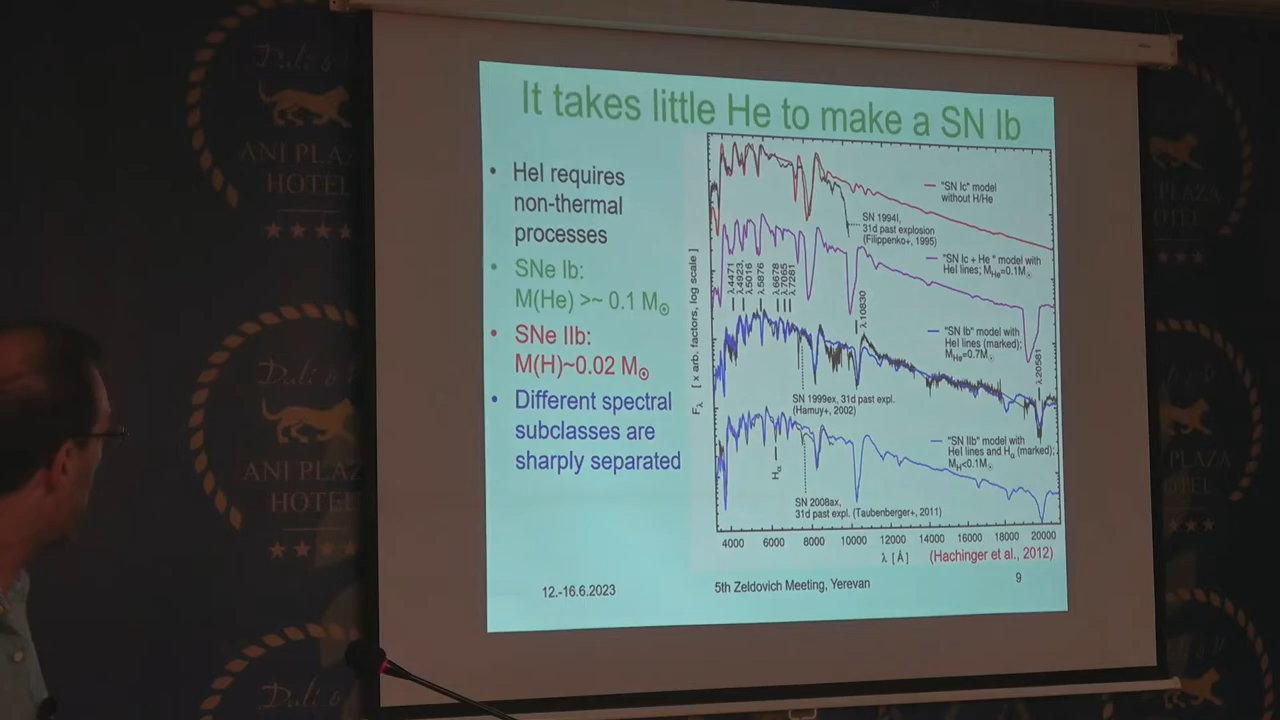 It takes little He to make a SN Ib
• HeI requires
non-thermal
processes
• SNe Ib:
M(He) >~ 0.1 M☉
• SNe IIb:
M(H)~0.02 M☉
• Different spectral
subclasses are
sharply separated
Fλ [ x arb. factors, log scale ]
"SN Ic" model
without H/He
SN 1994I,
31d past explosion
(Filippenko+, 1995)
"SN Ic + He" model with
HeI lines; MHe=0.1M☉
λ4471
λ4923,
λ5016
λ5876
λ6678
λ7065
λ7281
λ10830
"SN Ib" model with
HeI lines (marked);
MHe=0.7M☉
λ20581
SN 1999ex, 31d past expl.
(Hamuy+, 2002)
"SN IIb" model with
HeI lines and Hα (marked);
MH<0.1M☉
Hα
SN 2008ax,
31d past expl. (Taubenberger+, 2011)
4000 6000 8000 10000 12000 14000 16000 18000 20000
λ [ Å ]
(Hachinger et al., 2012)
12.-16.6.2023
5th Zeldovich Meeting, Yerevan
9
ANI PLAZA
HOTEL
ANI PLAZA
HOTEL